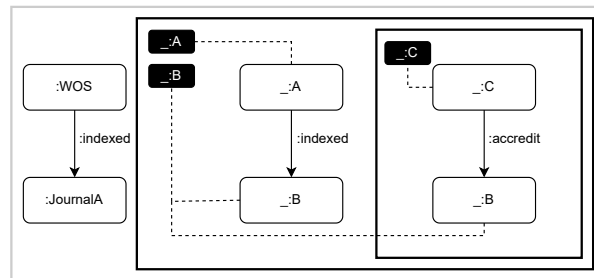 _:A
_:B
_:C
:WOS
_:A
_:C
:indexed
:indexed
:accredit
:JournalA
_:B
_:B